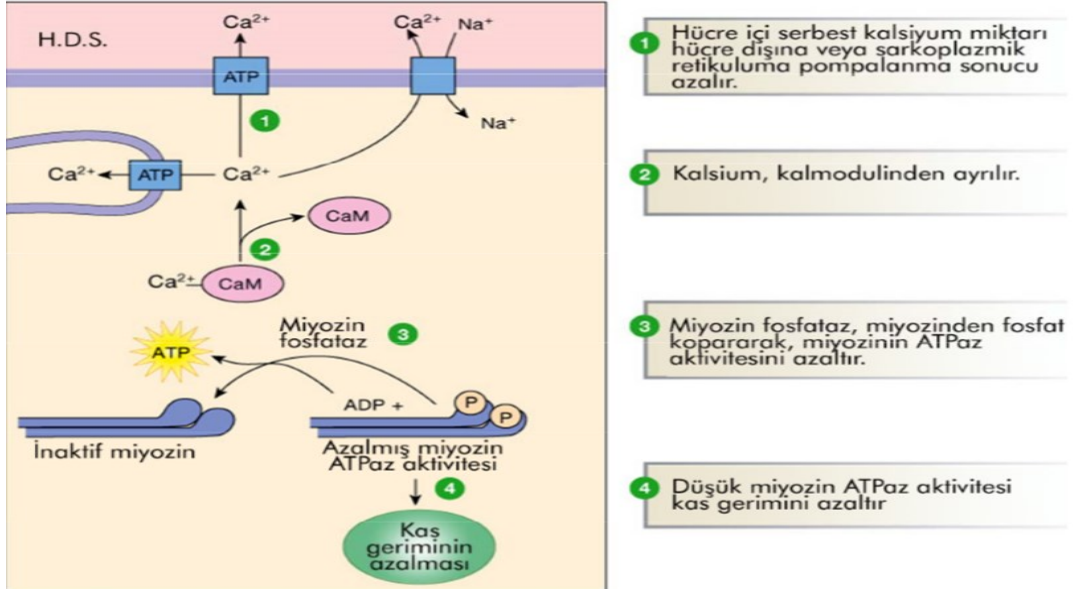 H.D.S.
Ca²⁺
Ca²⁺
Na⁺
ATP
1
Na⁺
Ca²⁺
ATP
Ca²⁺
CaM
2
Ca²⁺
CaM
Miyozin
fosfataz
3
ATP
ADP +
P
P
İnaktif miyozin
Azalmış miyozin
ATPaz aktivitesi
4
Kas
geriminin
azalması
1 Hücre içi serbest kalsiyum miktarı
hücre dışına veya sarkoplazmik
retikuluma pompalanma sonucu
azalır.
2 Kalsium, kalmodulinden ayrılır.
3 Miyozin fosfataz, miyozinden fosfat
kopararak, miyozinin ATPaz
aktivitesini azaltır.
4 Düşük miyozin ATPaz aktivitesi
kas gerimini azaltır